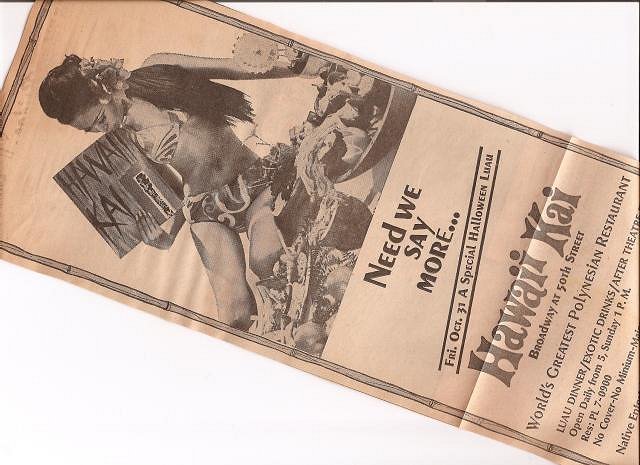 HAWAII
KAI
NEED WE
SAY
MORE...
FRI. OCT. 31 A SPECIAL HALLOWEEN LUAU
Hawaii Kai
BROADWAY AT 50TH STREET
WORLD'S GREATEST POLYNESIAN RESTAURANT
LUAU DINNER/EXOTIC DRINKS/AFTER THEATRE
Open Daily from 5, Sunday 1 P.M.
Res: PL 7-0900
No Cover-No Minium-M
Native